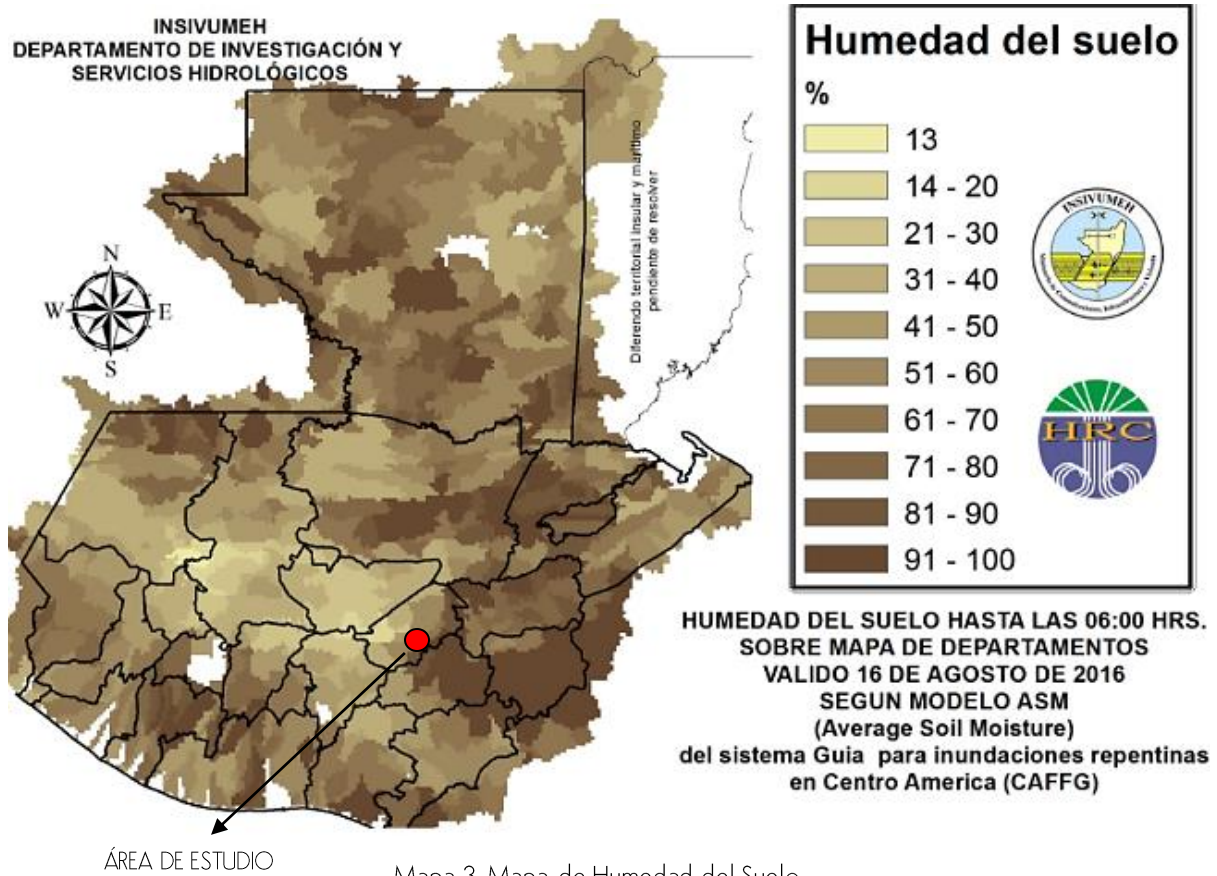 INSIVUMEH
DEPARTAMENTO DE INVESTIGACIÓN Y
SERVICIOS HIDROLÓGICOS
Diferendo territorial insular y marítimo
pendiente de resolver
N
W
E
S
Humedad del suelo
%
13
14 - 20
21 - 30
31 - 40
41 - 50
51 - 60
61 - 70
71 - 80
81 - 90
91 - 100
INSIVUMEH
HRC
HUMEDAD DEL SUELO HASTA LAS 06:00 HRS.
SOBRE MAPA DE DEPARTAMENTOS
VALIDO 16 DE AGOSTO DE 2016
SEGUN MODELO ASM
(Average Soil Moisture)
del sistema Guia para inundaciones repentinas
en Centro America (CAFFG)
ÁREA DE ESTUDIO
Mapa 3. Mapa de Humedad del Suelo